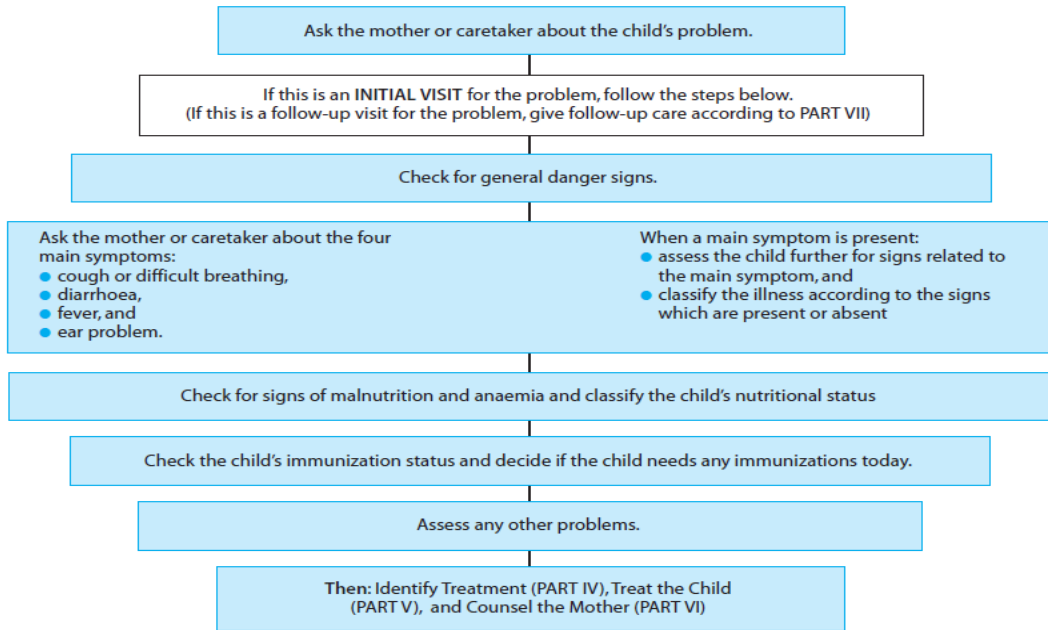 Ask the mother or caretaker about the child's problem.
If this is an INITIAL VISIT for the problem, follow the steps below.
(If this is a follow-up visit for the problem, give follow-up care according to PART VII)
Check for general danger signs.
Ask the mother or caretaker about the four
main symptoms:
● cough or difficult breathing,
● diarrhoea,
● fever, and
● ear problem.
When a main symptom is present:
● assess the child further for signs related to
the main symptom, and
● classify the illness according to the signs
which are present or absent
Check for signs of malnutrition and anaemia and classify the child's nutritional status
Check the child's immunization status and decide if the child needs any immunizations today.
Assess any other problems.
Then: Identify Treatment (PART IV), Treat the Child
(PART V), and Counsel the Mother (PART VI)